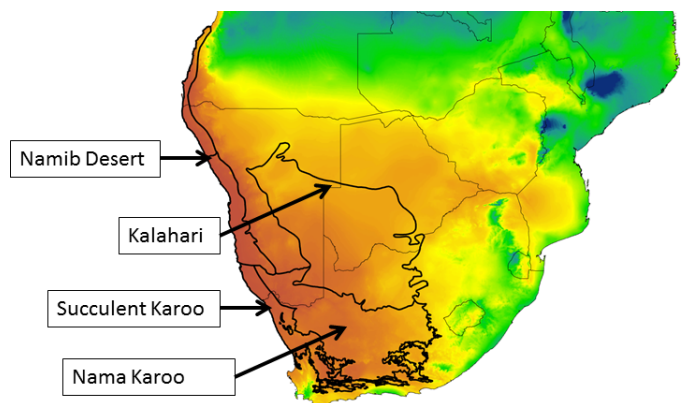 Namib Desert
Kalahari
Succulent Karoo
Nama Karoo